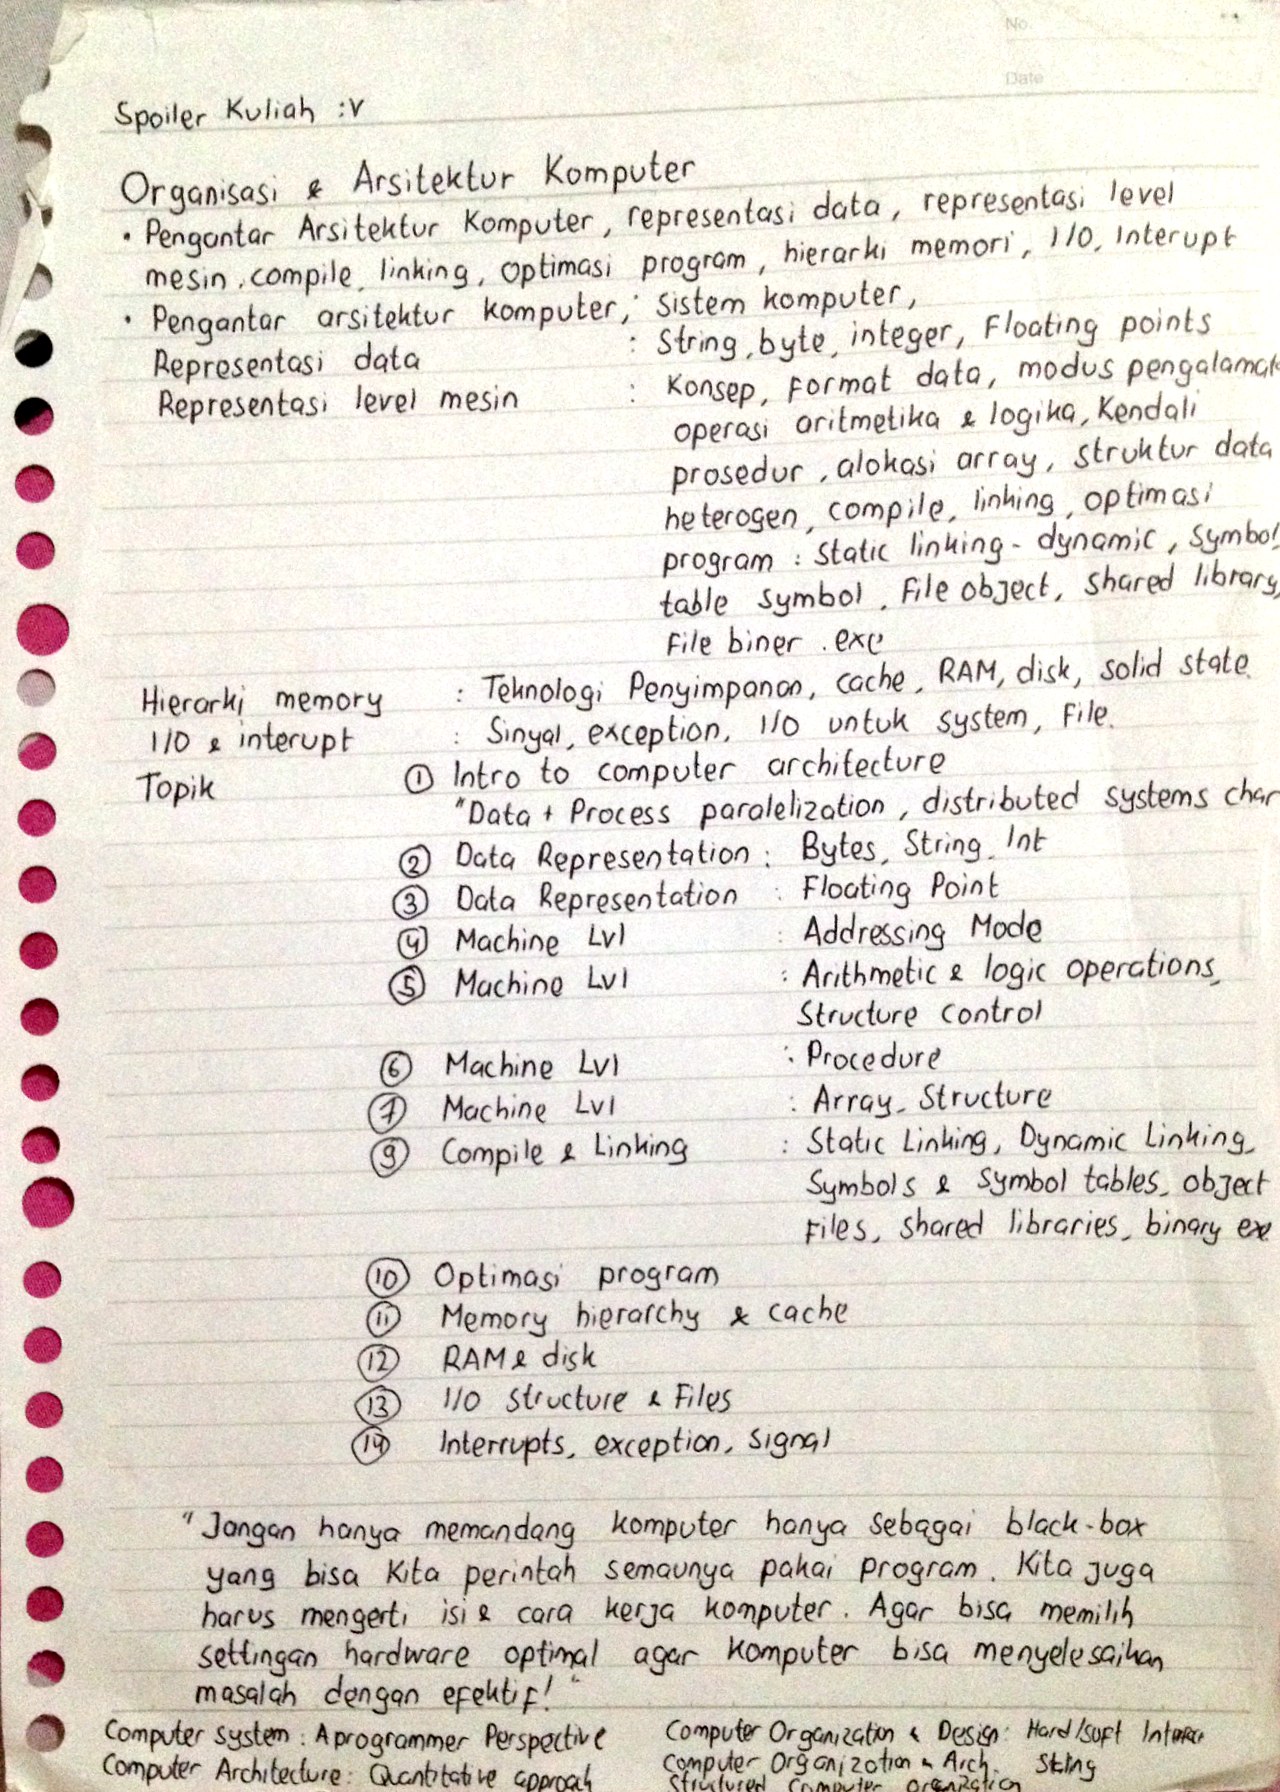 No.
Date
Spoiler Kuliah :v
Organisasi & Arsitektur Komputer
• Pengantar Arsitektur Komputer, representasi data, representasi level
mesin, compile, linking, optimasi program, hierarki memori, I/O, Interupt
• Pengantar arsitektur komputer; Sistem komputer,
Representasi data : String, byte, integer, Floating points
Representasi level mesin : Konsep, Format data, modus pengalamat
operasi aritmetika & logika, Kendali
prosedur, alokasi array, struktur data
heterogen, compile, linking, optimasi
program : static linking - dynamic, symbol,
table symbol, File object, shared library,
File biner .exe
Hierarki memory : Teknologi Penyimpanan, cache, RAM, disk, solid state.
I/O & interupt : Sinyal, exception, I/O untuk system, File.
Topik ① Intro to computer architecture
"Data + Process paralelization, distributed systems char
② Data Representation : Bytes, String, Int
③ Data Representation : Floating Point
④ Machine Lvl : Addressing Mode
⑤ Machine Lvl : Arithmetic & logic operations,
Structure control
⑥ Machine Lvl : Procedure
⑦ Machine Lvl : Array, Structure
⑨ Compile & Linking : Static Linking, Dynamic Linking,
Symbols & symbol tables, object
Files, shared libraries, binary exe
⑩ Optimasi program
⑪ Memory hierarchy & cache
⑫ RAM & disk
⑬ I/O structure & Files
⑭ Interrupts, exception, signal
"Jangan hanya memandang komputer hanya sebagai black-box
yang bisa kita perintah semaunya pakai program. Kita juga
harus mengerti isi & cara kerja komputer. Agar bisa memilih
settingan hardware optimal agar komputer bisa menyelesaikan
masalah dengan efektif!"
Computer system : A programmer Perspective Computer Organization & Design: Hard/soft
Computer Architecture: Quantitative approach Computer Organization & Arch.
Structured Computer organization